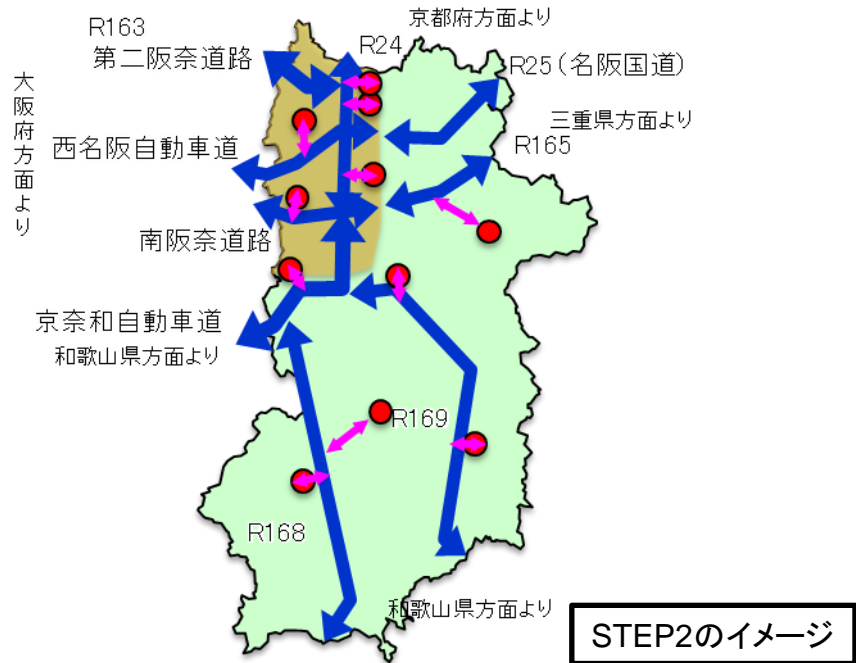 京都府方面より
R163
R24
第二阪奈道路
R25(名阪国道)
大阪府方面より
三重県方面より
西名阪自動車道
R165
南阪奈道路
京奈和自動車道
和歌山県方面より
R169
R168
和歌山県方面より
STEP2のイメージ